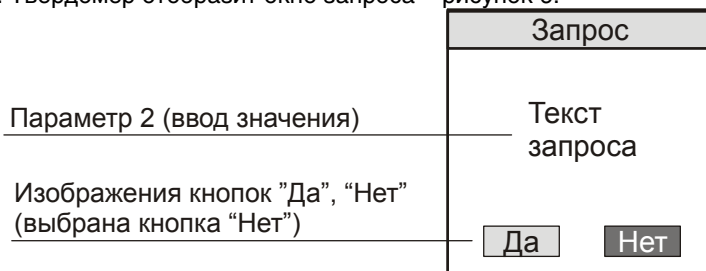 Твердомер отобразит окно запроса – рисунок
Запрос
Параметр 2 (ввод значения)
Текст
запроса
Изображения кнопок ”Да”, “Нет”
(выбрана кнопка “Нет”)
Да
Нет